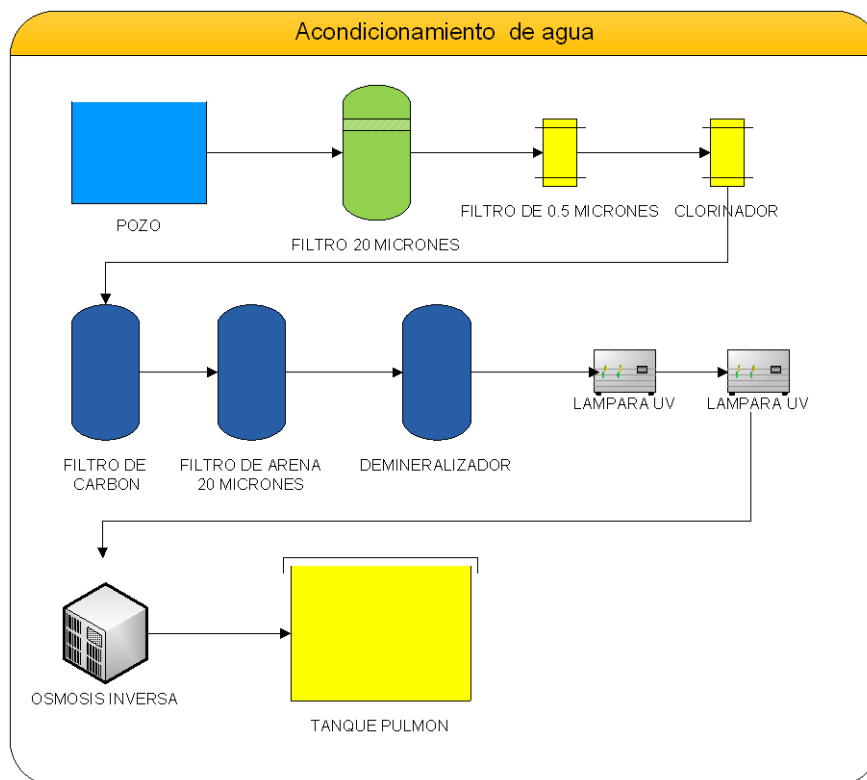 Acondicionamiento de agua
POZO
FILTRO 20 MICRONES
FILTRO DE 0.5 MICRONES
CLORINADOR
FILTRO DE
CARBON
FILTRO DE ARENA
20 MICRONES
DEMINERALIZADOR
LAMPARA UV
LAMPARA UV
OSMOSIS INVERSA
TANQUE PULMON